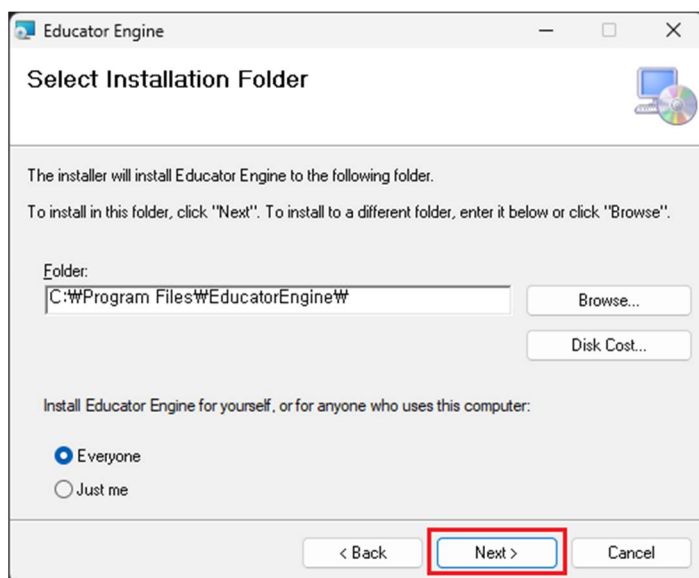 Educator Engine
Select Installation Folder
The installer will install Educator Engine to the following folder.
To install in this folder, click "Next". To install to a different folder, enter it below or click "Browse".
Folder:
C:₩Program Files₩EducatorEngine₩
Browse...
Disk Cost...
Install Educator Engine for yourself, or for anyone who uses this computer:
Everyone
Just me
< Back
Next >
Cancel